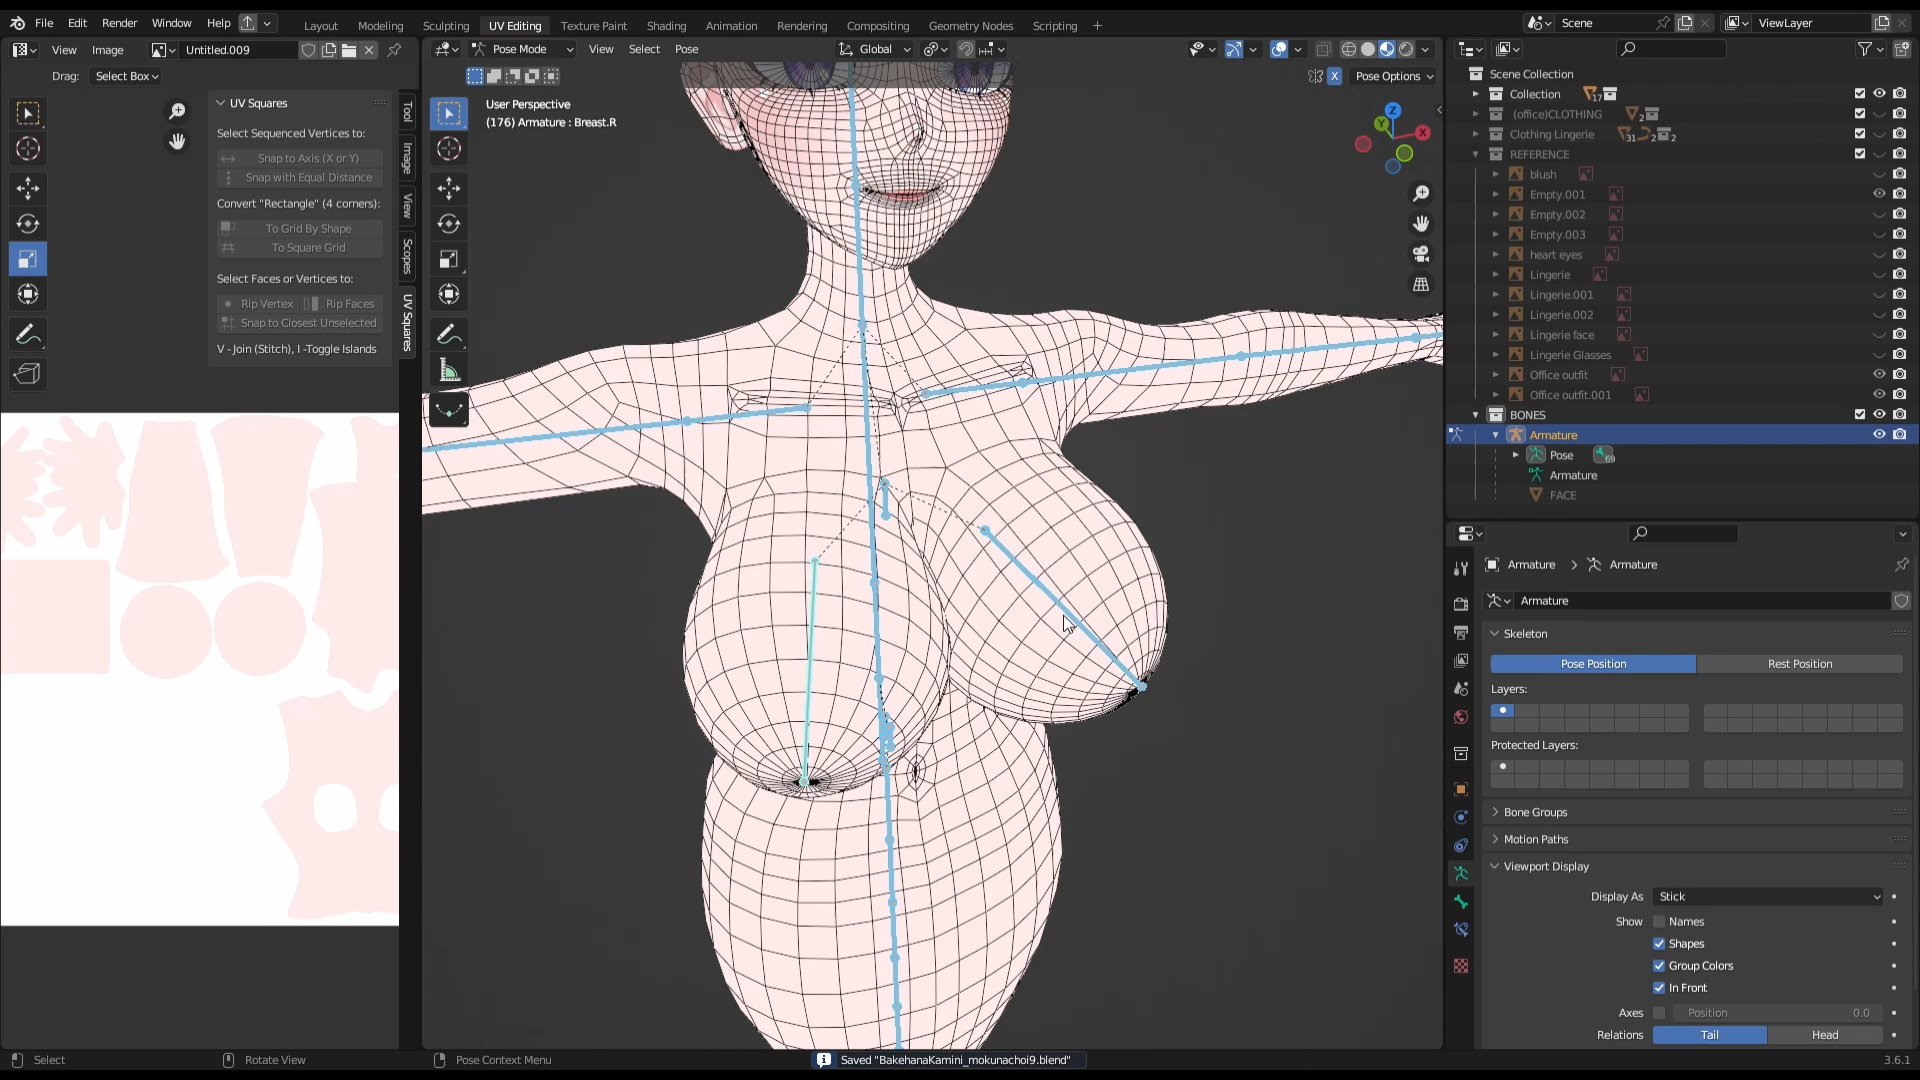 File Edit Render Window Help Layout Modeling Sculpting UV Editing Texture Paint Shading Animation Rendering Compositing Geometry Nodes Scripting + Scene ViewLayer
View Image Untitled.009 Pose Mode View Select Pose Global
Drag: Select Box Pose Options
UV Squares
Select Sequenced Vertices to:
Snap to Axis (X or Y)
Snap with Equal Distance
Convert "Rectangle" (4 corners):
To Grid By Shape
To Square Grid
Select Faces or Vertices to:
Rip Vertex Rip Faces
Snap to Closest Unselected
V - Join (Stitch), I -Toggle Islands
Tool
Image
View
Scopes
UV Squares
User Perspective
(176) Armature : Breast.R
X
Z
Y
X
Scene Collection
Collection 17
(office)CLOTHING 2
Clothing Lingerie 31 2 2
REFERENCE
blush
Empty.001
Empty.002
Empty.003
heart eyes
Lingerie
Lingerie.001
Lingerie.002
Lingerie face
Lingerie Glasses
Office outfit
Office outfit.001
BONES
Armature
Pose 69
Armature
FACE
Armature > Armature
Armature
Skeleton
Pose Position Rest Position
Layers:
Protected Layers:
Bone Groups
Motion Paths
Viewport Display
Display As Stick
Show Names
Shapes
Group Colors
In Front
Axes Position 0.0
Relations Tail Head
Select Rotate View Pose Context Menu Saved "BakehanaKamini_mokunachoi9.blend" 3.6.1